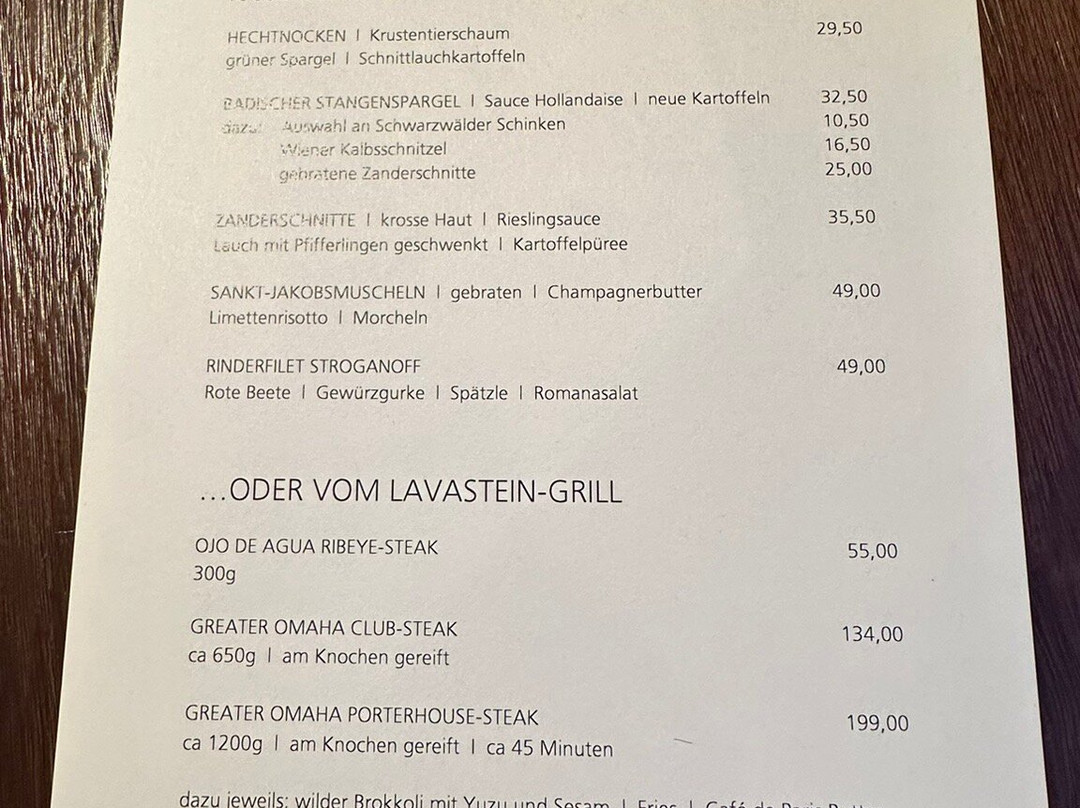 HECHTNOCKEN | Krustentierschaum 29,50
grüner Spargel | Schnittlauchkartoffeln
BADISCHER STANGENSPARGEL | Sauce Hollandaise | neue Kartoffeln 32,50
dazu: Auswahl an Schwarzwälder Schinken 10,50
Wiener Kalbsschnitzel 16,50
gebratene Zanderschnitte 25,00
ZANDERSCHNITTE | krosse Haut | Rieslingsauce 35,50
Lauch mit Pfifferlingen geschwenkt | Kartoffelpüree
SANKT-JAKOBSMUSCHELN | gebraten | Champagnerbutter 49,00
Limettenrisotto | Morcheln
RINDERFILET STROGANOFF 49,00
Rote Beete | Gewürzgurke | Spätzle | Romanasalat
...ODER VOM LAVASTEIN-GRILL
OJO DE AGUA RIBEYE-STEAK 55,00
300g
GREATER OMAHA CLUB-STEAK 134,00
ca 650g | am Knochen gereift
GREATER OMAHA PORTERHOUSE-STEAK 199,00
ca 1200g | am Knochen gereift | ca 45 Minuten
dazu jeweils: wilder Brokkoli mit Yuzu und Sesam | Fries | Café de Paris